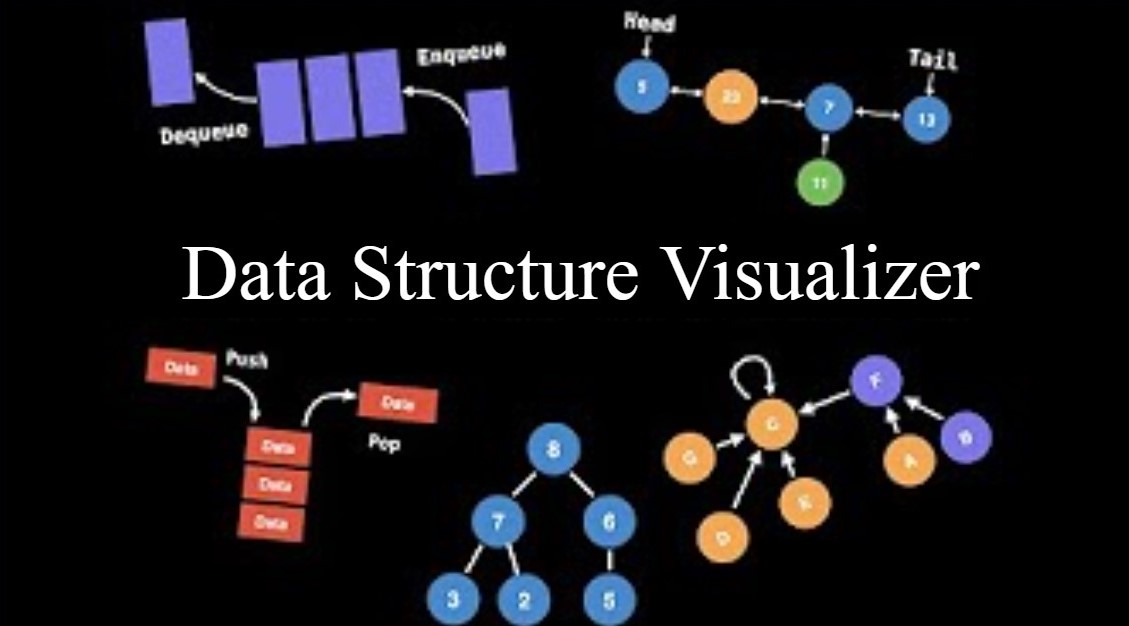 Enqueue
Dequeue
Head
Tail
5
23
7
13
11
Data Structure Visualizer
Data
Push
Data
Pop
Data
Data
Data
8
7
6
3
2
5
F
G
B
A
D